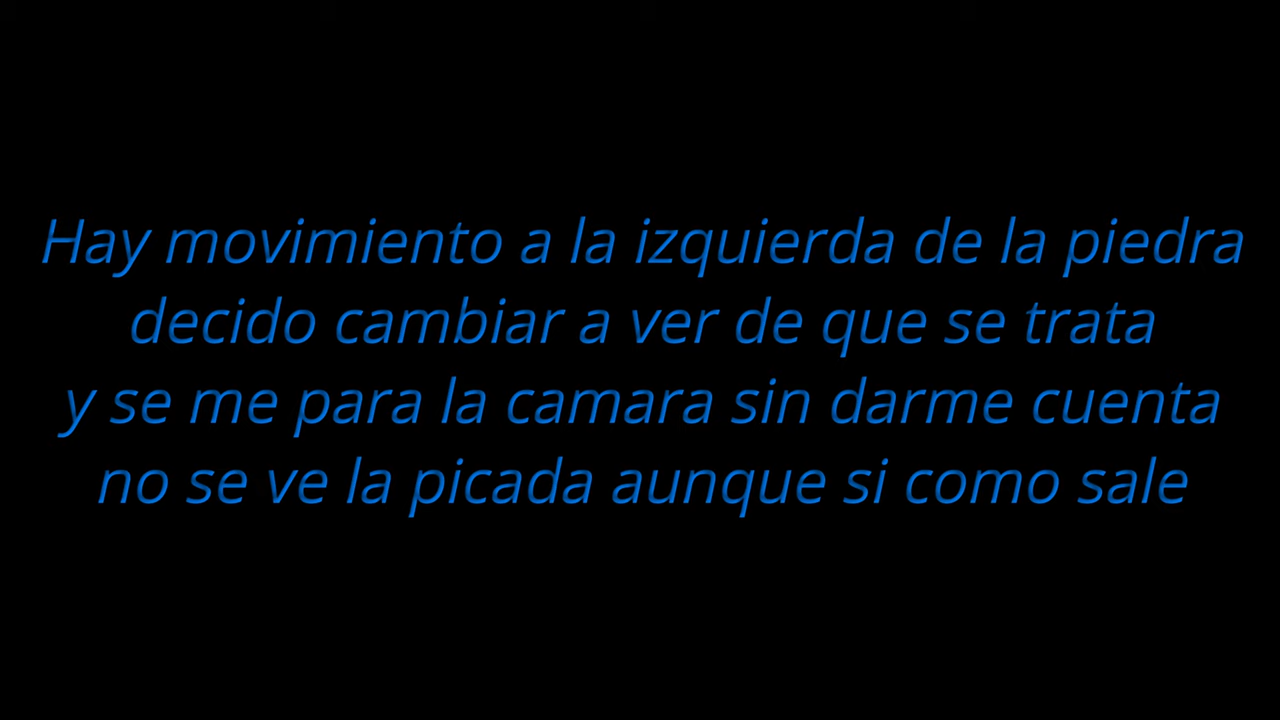 Hay movimiento a la izquierda de la piedra
decido cambiar a ver de que se trata
y se me para la camara sin darme cuenta
no se ve la picada aunque si como sale